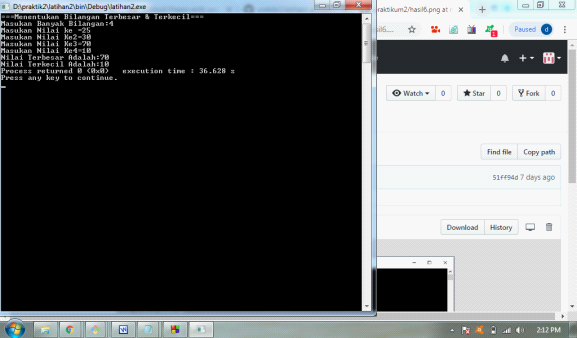 D:\praktik2\latihan2\bin\Debug\latihan2.exe
===Menentukan Bilangan Terbesar & Terkecil===
Masukan Banyak Bilangan:4
Masukan Nilai ke =25
Masukan Nilai Ke2=30
Masukan Nilai Ke3=70
Masukan Nilai Ke4=10
Nilai Terbesar Adalah:70
Nilai Terkecil Adalah:10
Process returned 0 (0x0) execution time : 36.628 s
Press any key to continue.
raktikum2/hasil6.png at
Paused
d
Watch
0
Star
0
Fork
0
Find file
Copy path
51ff94d 7 days ago
Download
History
2:12 PM